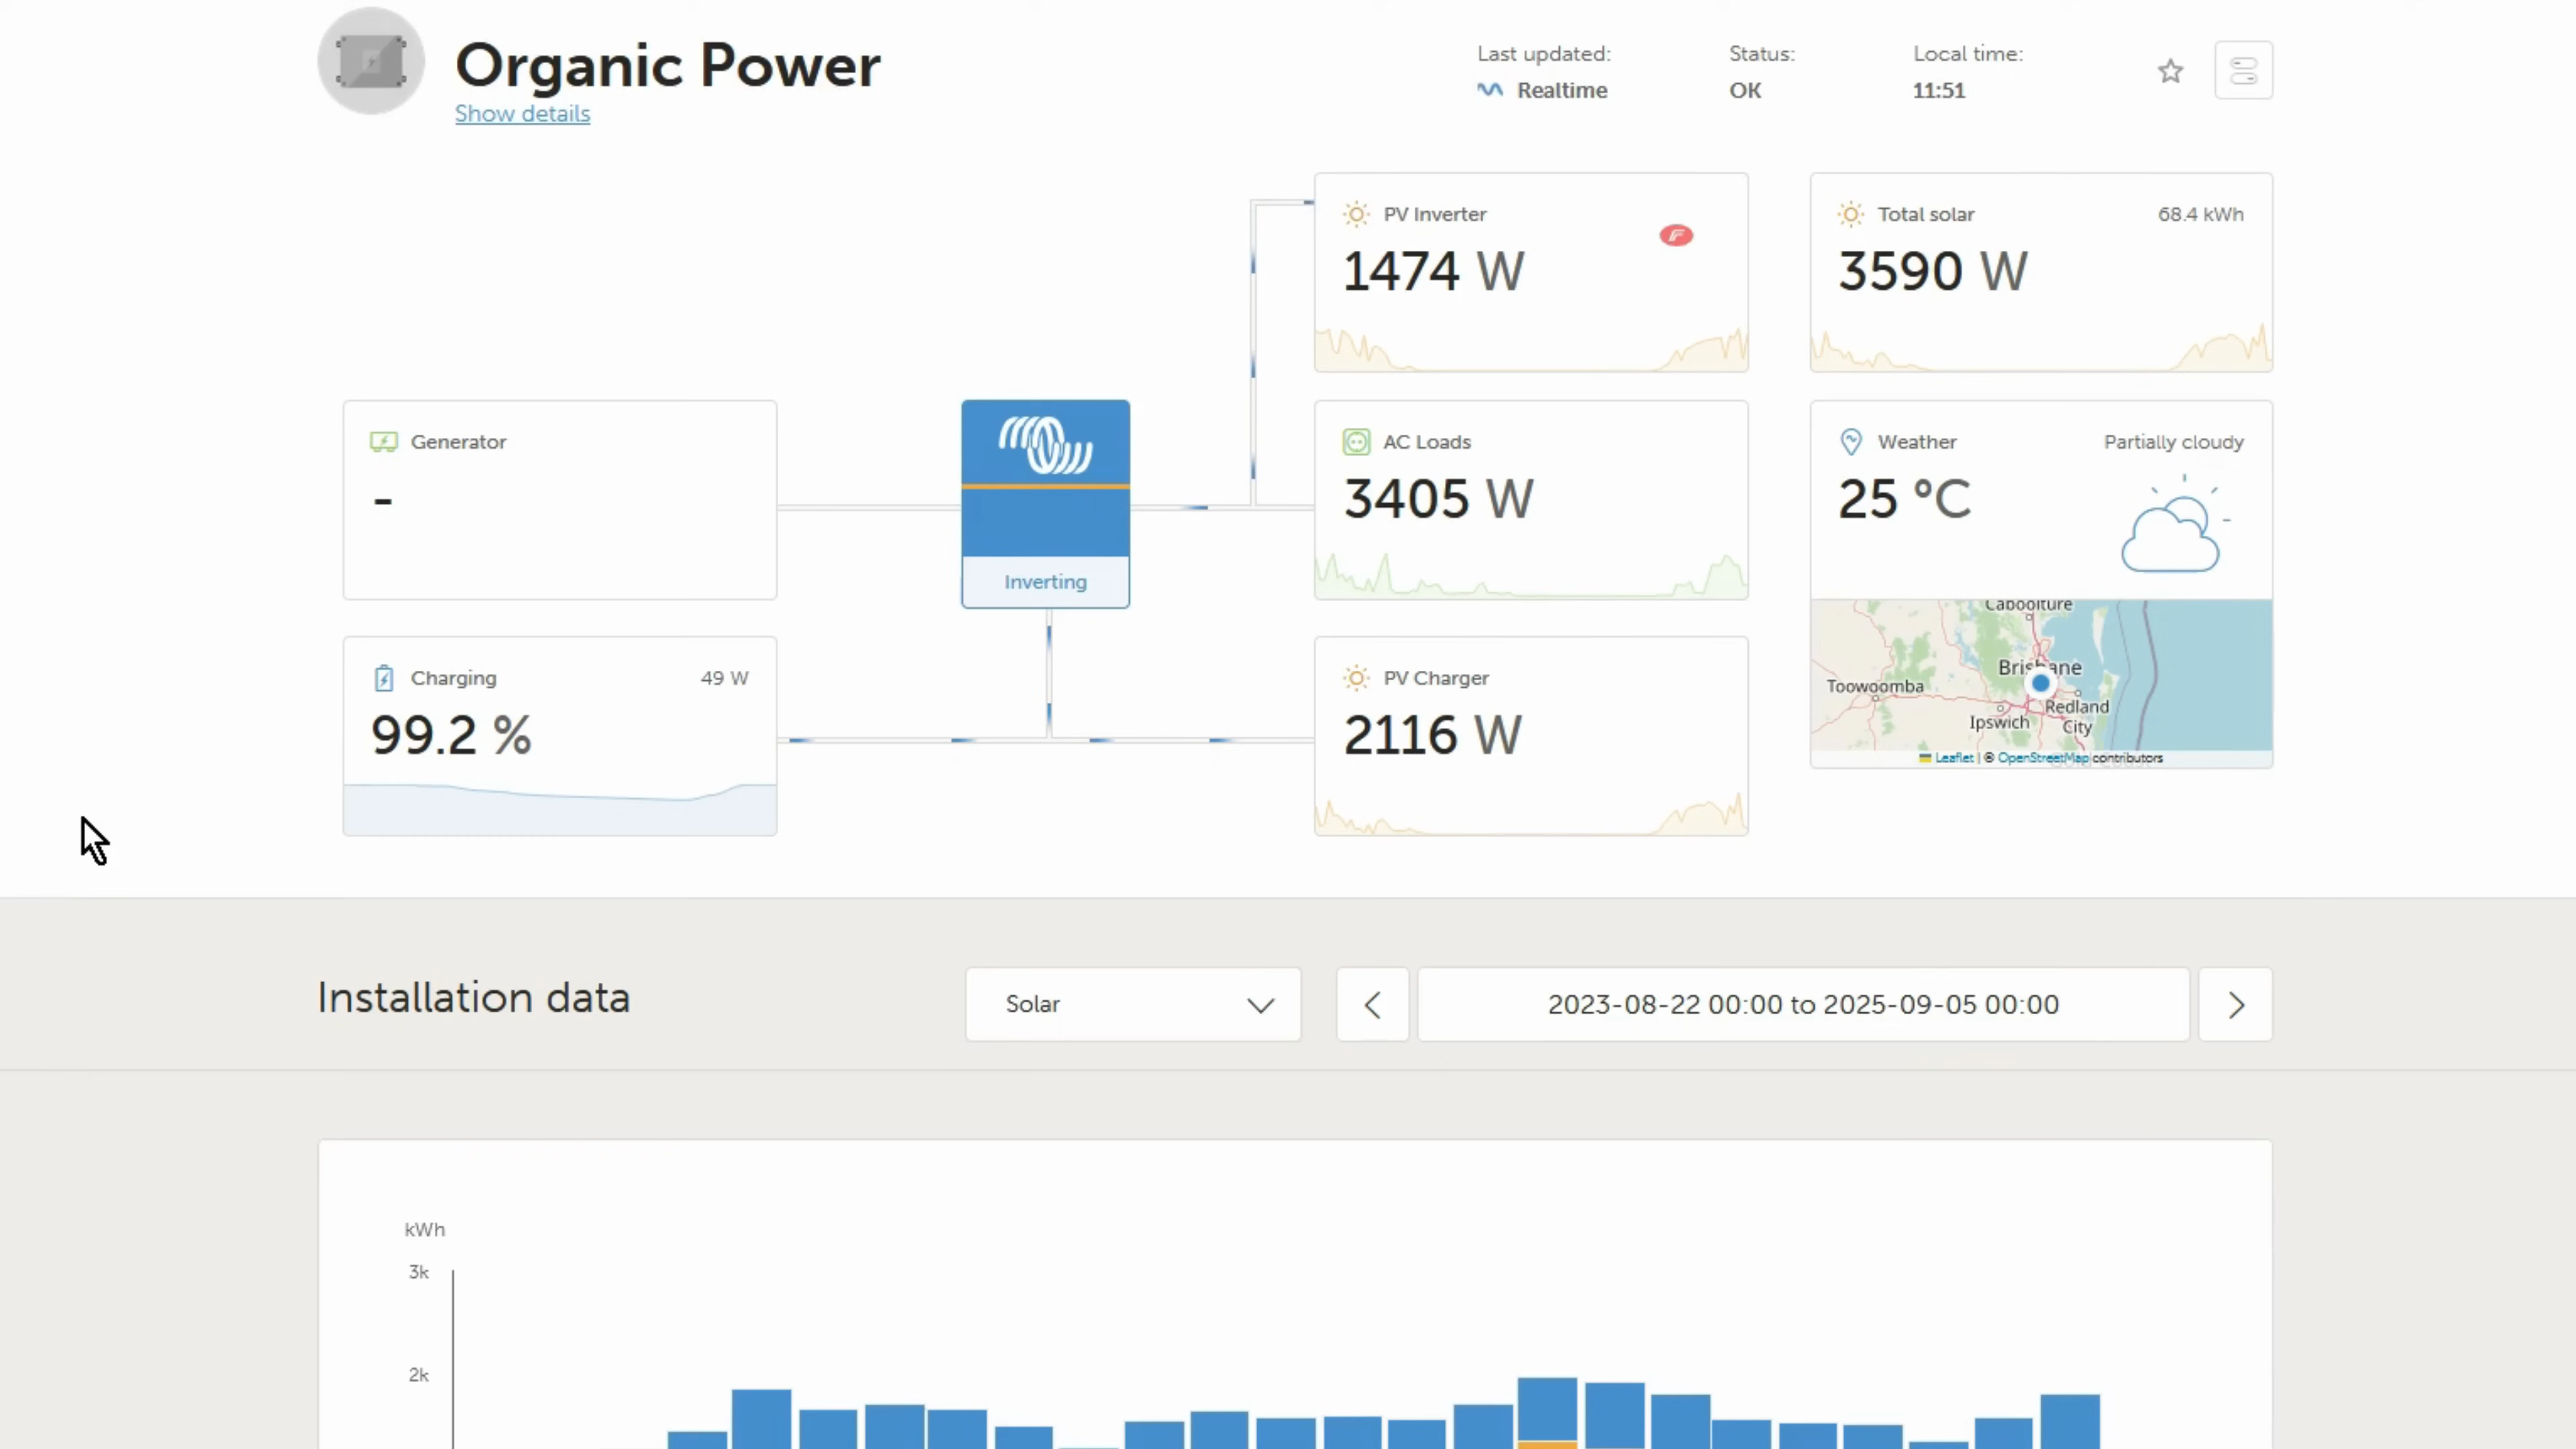 Organic Power
Show details
Last updated:
Realtime
Status:
OK
Local time:
11:51
PV Inverter
1474 W
Total solar
68.4 kWh
3590 W
Generator
-
Inverting
AC Loads
3405 W
Weather
Partially cloudy
25 °C
Caboolture
Brisbane
Toowoomba
Redland
City
Ipswich
Leaflet | © OpenStreetMap contributors
Charging
49 W
99.2 %
PV Charger
2116 W
Installation data
Solar
2023-08-22 00:00 to 2025-09-05 00:00
kWh
3k
2k